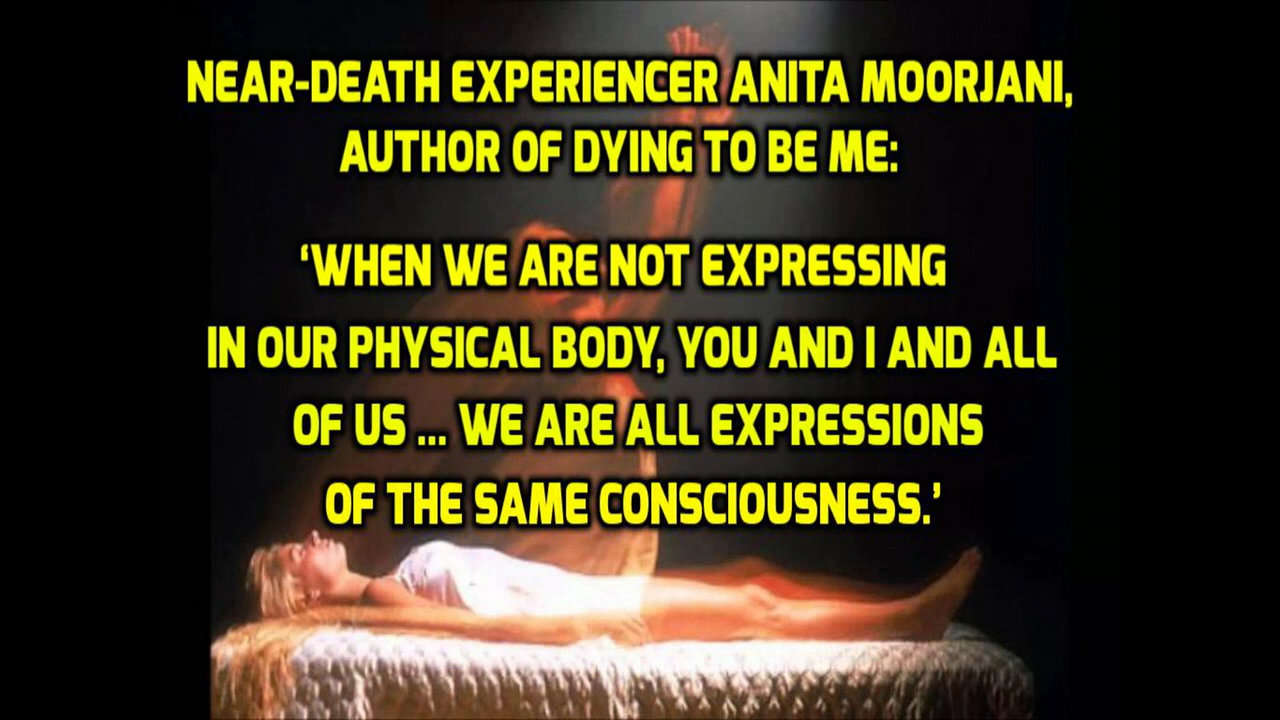 NEAR-DEATH EXPERIENCER ANITA MOORJANI,
AUTHOR OF DYING TO BE ME:
‘WHEN WE ARE NOT EXPRESSING
IN OUR PHYSICAL BODY, YOU AND I AND ALL
OF US ... WE ARE ALL EXPRESSIONS
OF THE SAME CONSCIOUSNESS.’